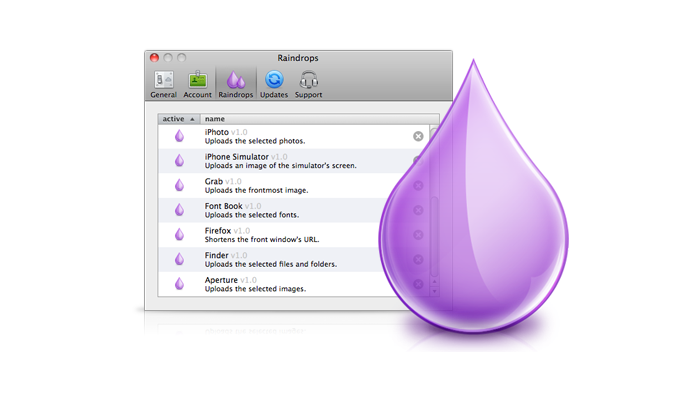 Raindrops
General Account Raindrops Updates Support
active name
iPhoto v1.0
Uploads the selected photos.
iPhone Simulator v1.0
Uploads an image of the simulator's screen.
Grab v1.0
Uploads the frontmost image.
Font Book v1.0
Uploads the selected fonts.
Firefox v1.0
Shortens the front window's URL.
Finder v1.0
Uploads the selected files and folders.
Aperture v1.0
Uploads the selected images.